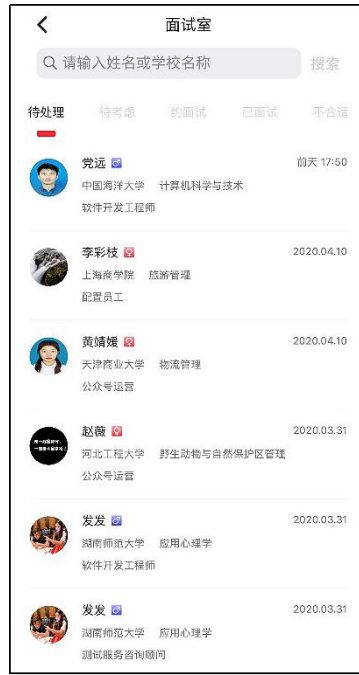 面试室
请输入姓名或学校名称 搜索
待处理 待考虑 约面试 已面试 不合适
党远 前天 17:50
中国海洋大学 计算机科学与技术
软件开发工程师
李彩枝 2020.04.10
上海商学院 旅游管理
配置员工
黄靖媛 2020.04.10
天津商业大学 物流管理
公众号运营
赵薇 2020.03.31
河北工程大学 野生动物与自然保护区管理
公众号运营
发发 2020.03.31
湖南师范大学 应用心理学
软件开发工程师
发发 2020.03.31
湖南师范大学 应用心理学
测试服务咨询顾问